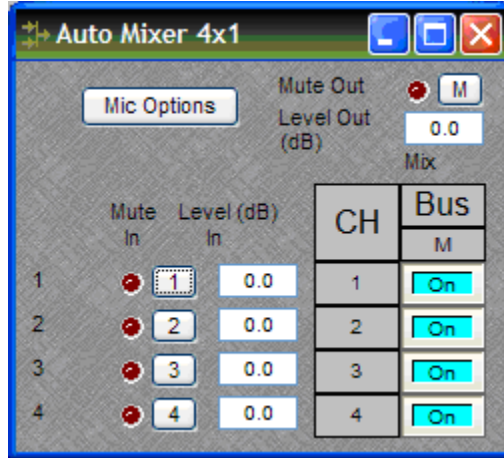 Auto Mixer 4x1
Mic Options
Mute Out
M
Level Out
(dB)
0.0
Mix
Mute
In
Level (dB)
In
CH
Bus
M
1 1 0.0 1 On
2 2 0.0 2 On
3 3 0.0 3 On
4 4 0.0 4 On